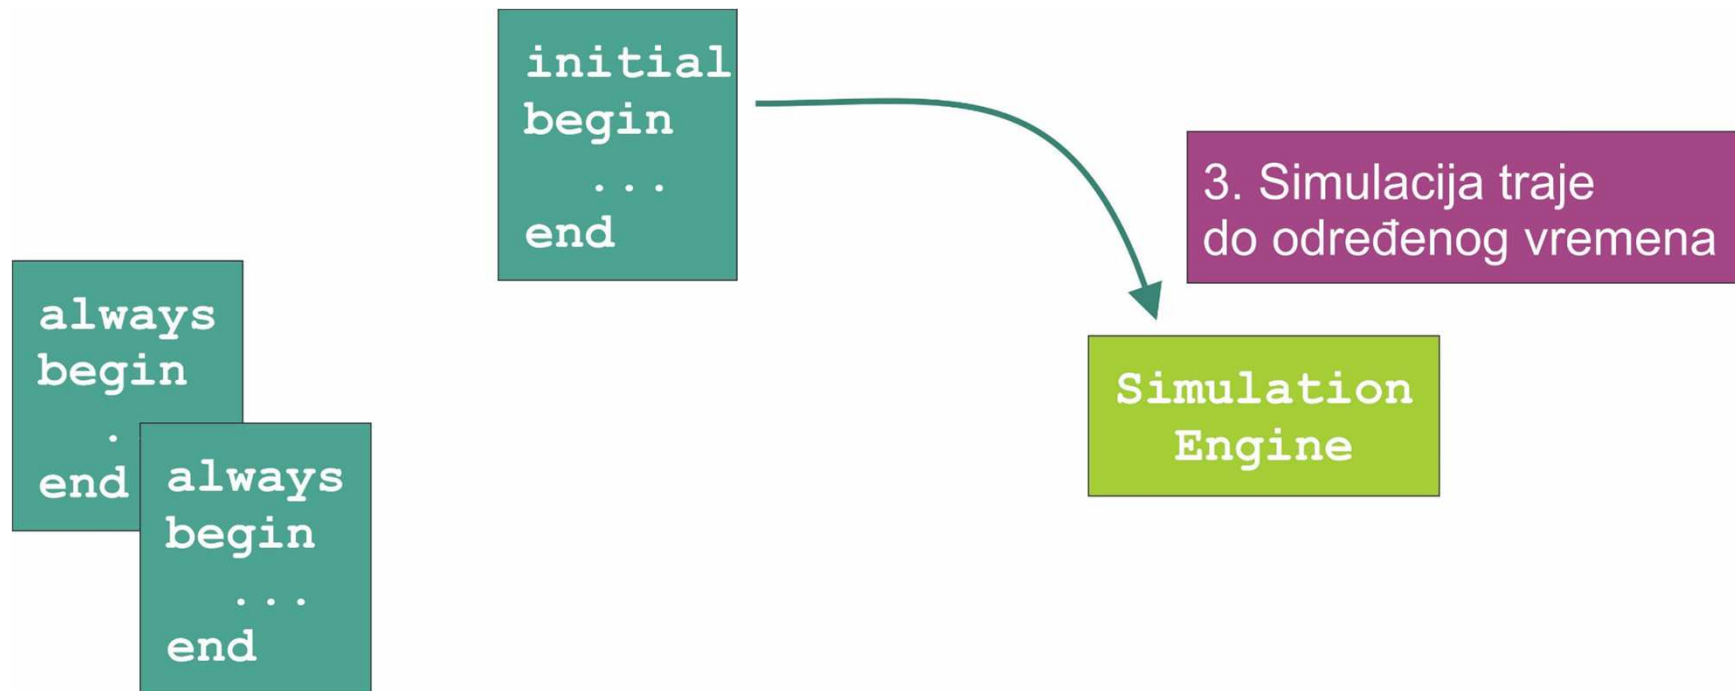 initial
begin
...
end
3. Simulacija traje
do određenog vremena
always
begin
.
end
always
begin
...
end
Simulation
Engine